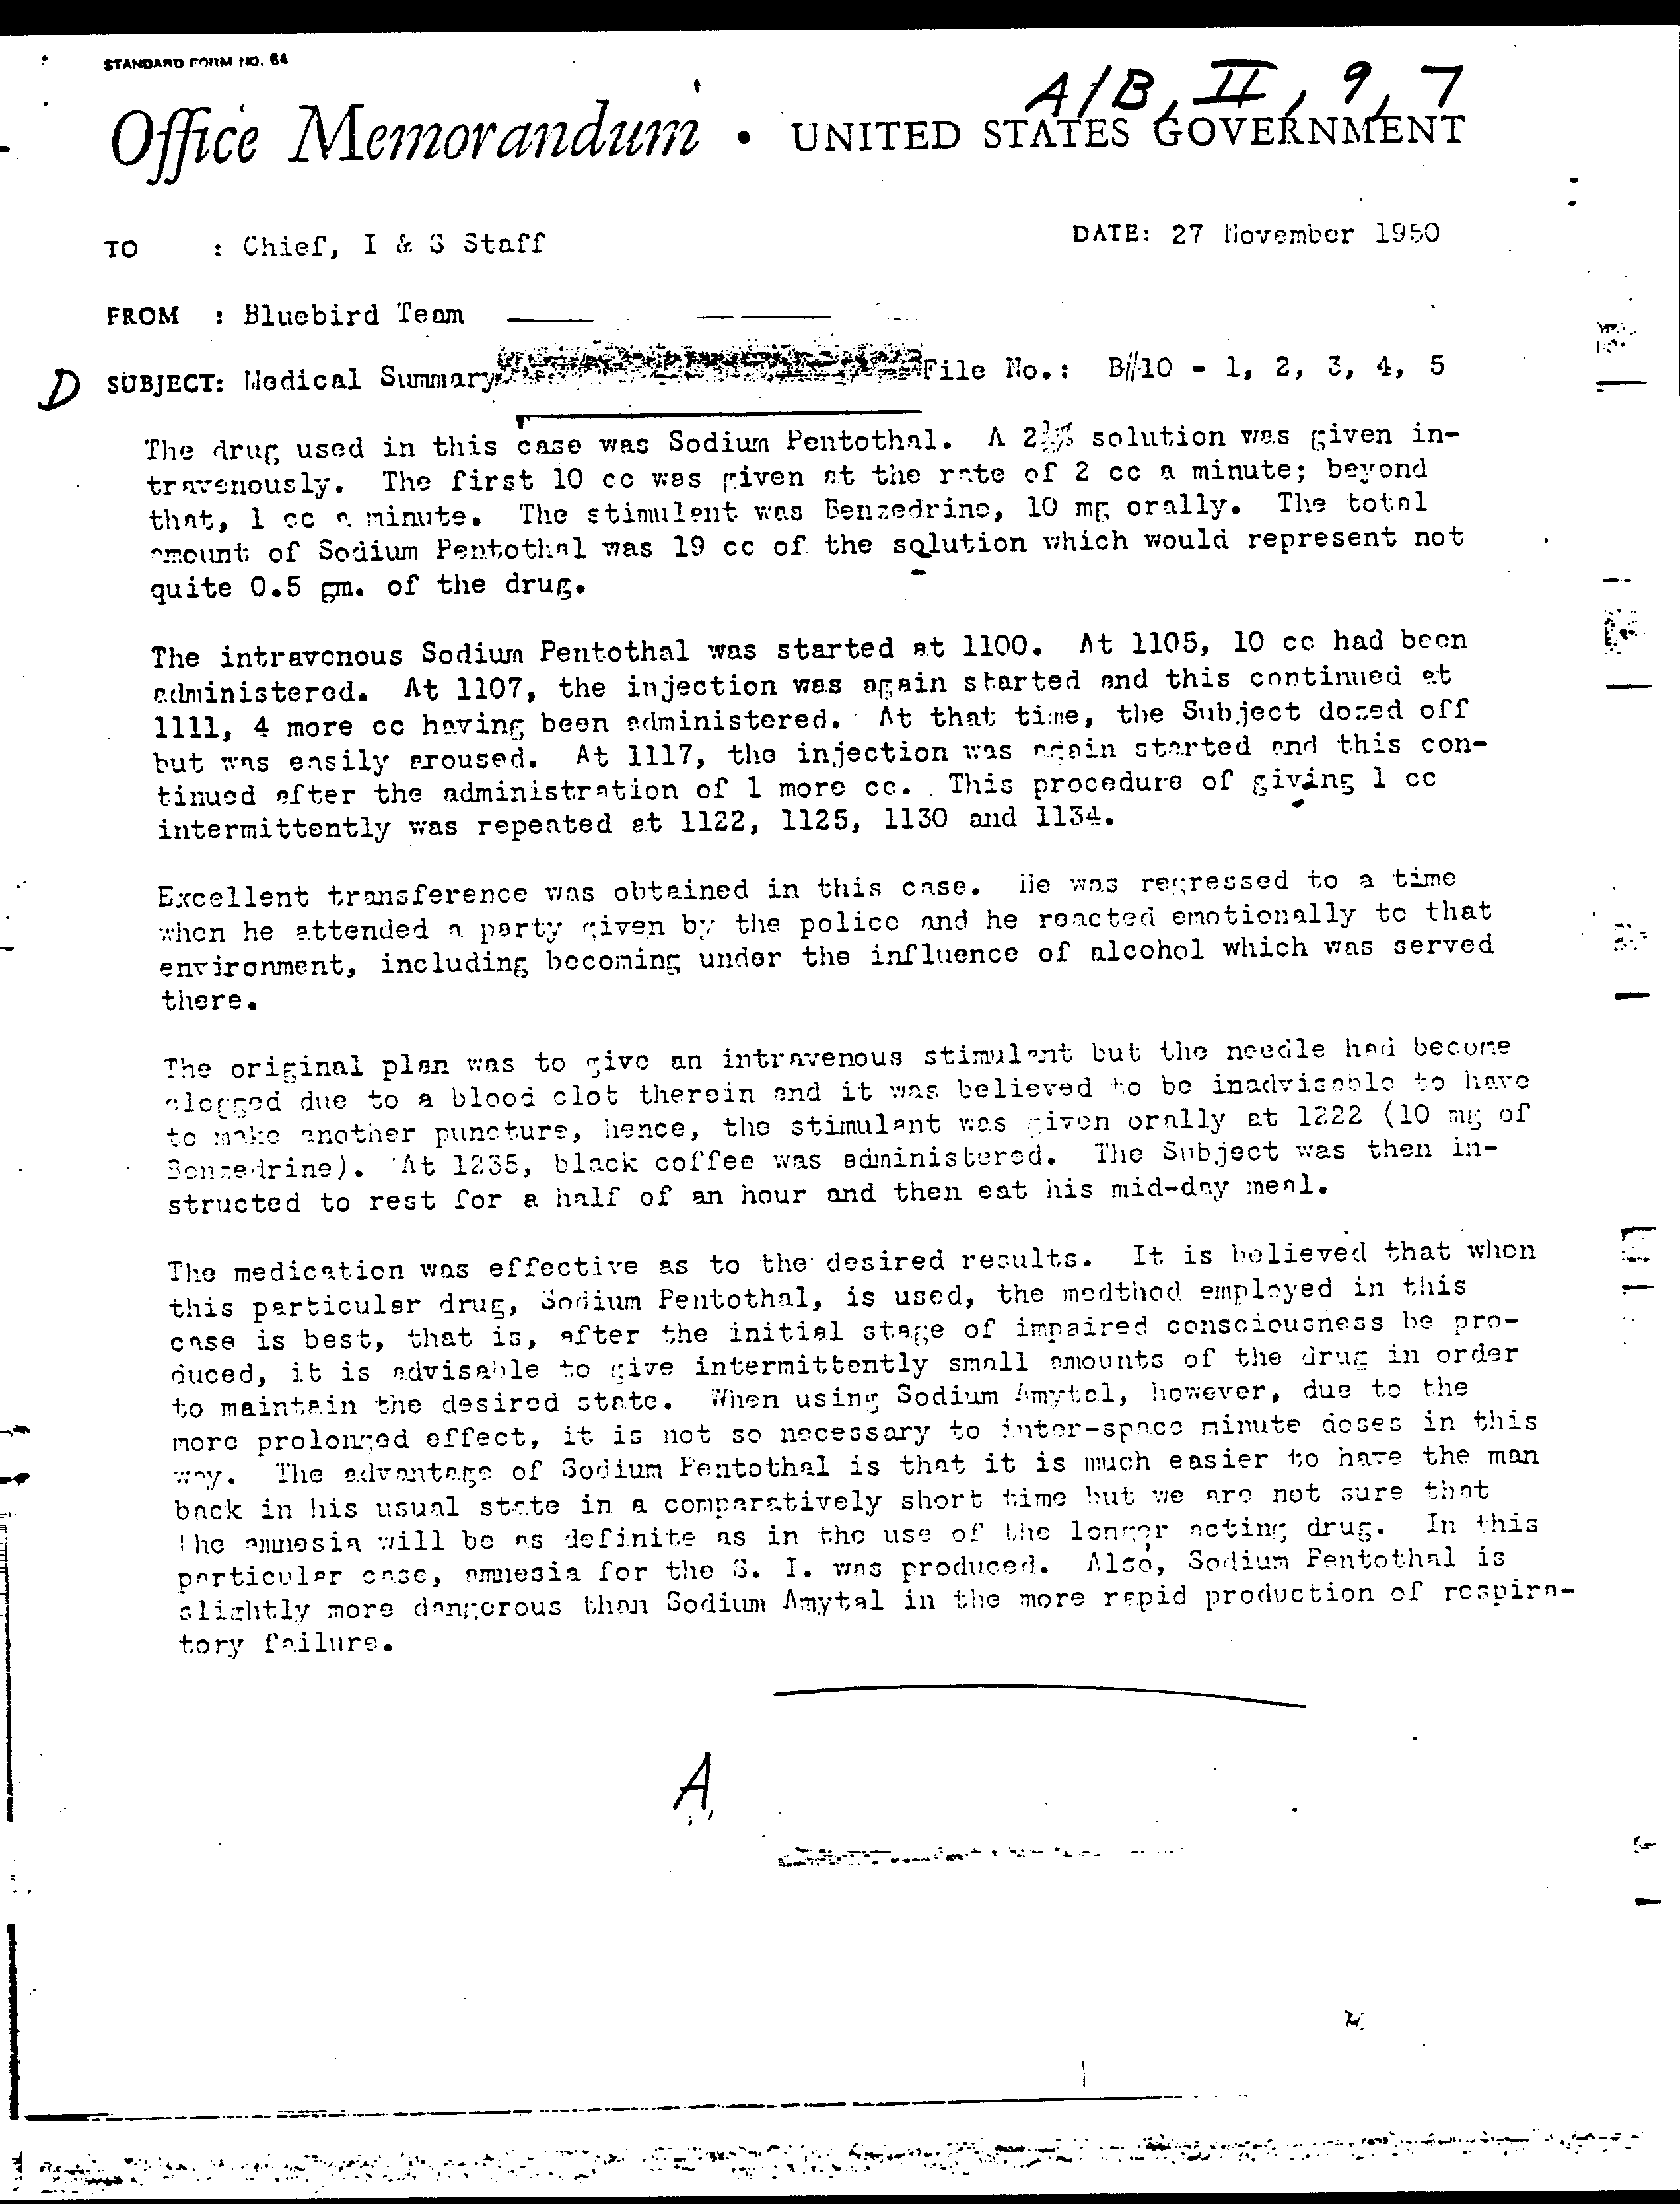 STANDARD FORM NO. 64
A/B, II, 9, 7
Office Memorandum • UNITED STATES GOVERNMENT
TO : Chief, I & S Staff
DATE: 27 November 1950
FROM : Bluebird Team
D
SUBJECT: Medical Summary File No.: B#10 - 1, 2, 3, 4, 5
The drug used in this case was Sodium Pentothal. A 2½% solution was given in-
travenously. The first 10 cc was given at the rate of 2 cc a minute; beyond
that, 1 cc a minute. The stimulent was Benzedrine, 10 mg orally. The total
amount of Sodium Pentothal was 19 cc of the solution which would represent not
quite 0.5 gm. of the drug.
The intravenous Sodium Pentothal was started at 1100. At 1105, 10 cc had been
administered. At 1107, the injection was again started and this continued at
1111, 4 more cc having been administered. At that time, the Subject dozed off
but was easily aroused. At 1117, the injection was again started and this con-
tinued after the administration of 1 more cc. This procedure of giving 1 cc
intermittently was repeated at 1122, 1125, 1130 and 1134.
Excellent transference was obtained in this case. He was regressed to a time
when he attended a party given by the police and he reacted emotionally to that
environment, including becoming under the influence of alcohol which was served
there.
The original plan was to give an intravenous stimulant but the needle had become
clogged due to a blood clot therein and it was believed to be inadvisable to have
to make another puncture, hence, the stimulant was given orally at 1222 (10 mg of
Benzedrine). At 1235, black coffee was administered. The Subject was then in-
structed to rest for a half of an hour and then eat his mid-day meal.
The medication was effective as to the desired results. It is believed that when
this particular drug, Sodium Pentothal, is used, the medthod employed in this
case is best, that is, after the initial stage of impaired consciousness be pro-
duced, it is advisable to give intermittently small amounts of the drug in order
to maintain the desired state. When using Sodium Amytal, however, due to the
more prolonged effect, it is not so necessary to inter-space minute doses in this
way. The advantage of Sodium Pentothal is that it is much easier to have the man
back in his usual state in a comparatively short time but we are not sure that
the amnesia will be as definite as in the use of the longer acting drug. In this
particular case, amnesia for the S. I. was produced. Also, Sodium Pentothal is
slightly more dangerous than Sodium Amytal in the more rapid production of respira-
tory failure.
A